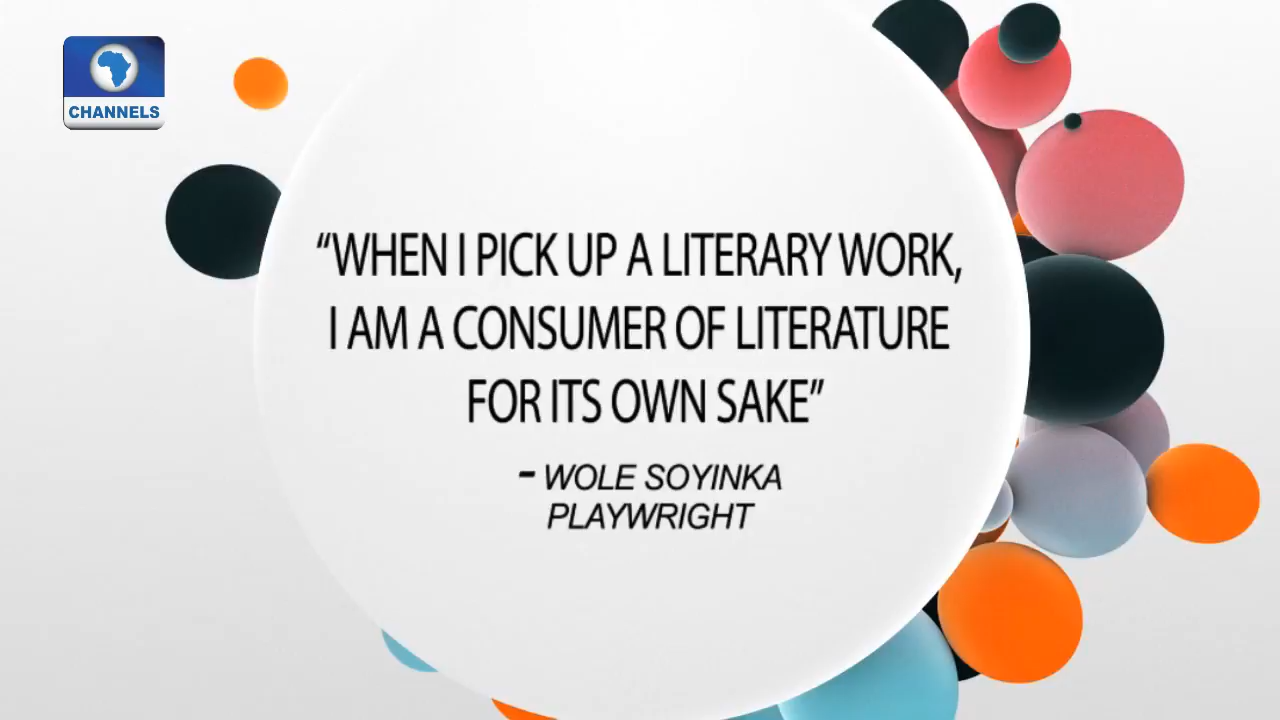 CHANNELS
“WHEN I PICK UP A LITERARY WORK,
I AM A CONSUMER OF LITERATURE
FOR ITS OWN SAKE”
- WOLE SOYINKA
PLAYWRIGHT